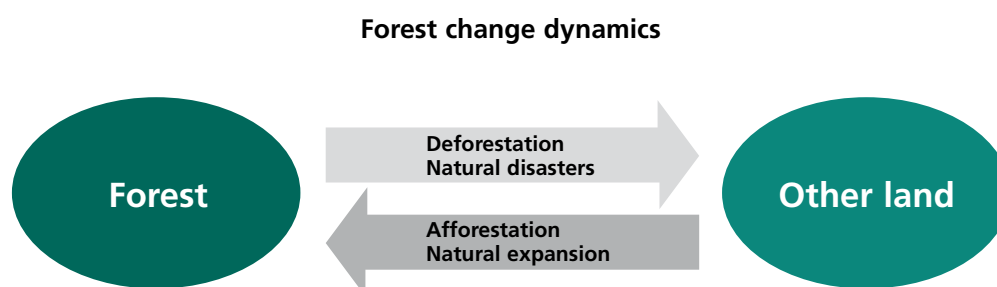 Forest change dynamics
Deforestation
Natural disasters
Forest
Other land
Afforestation
Natural expansion